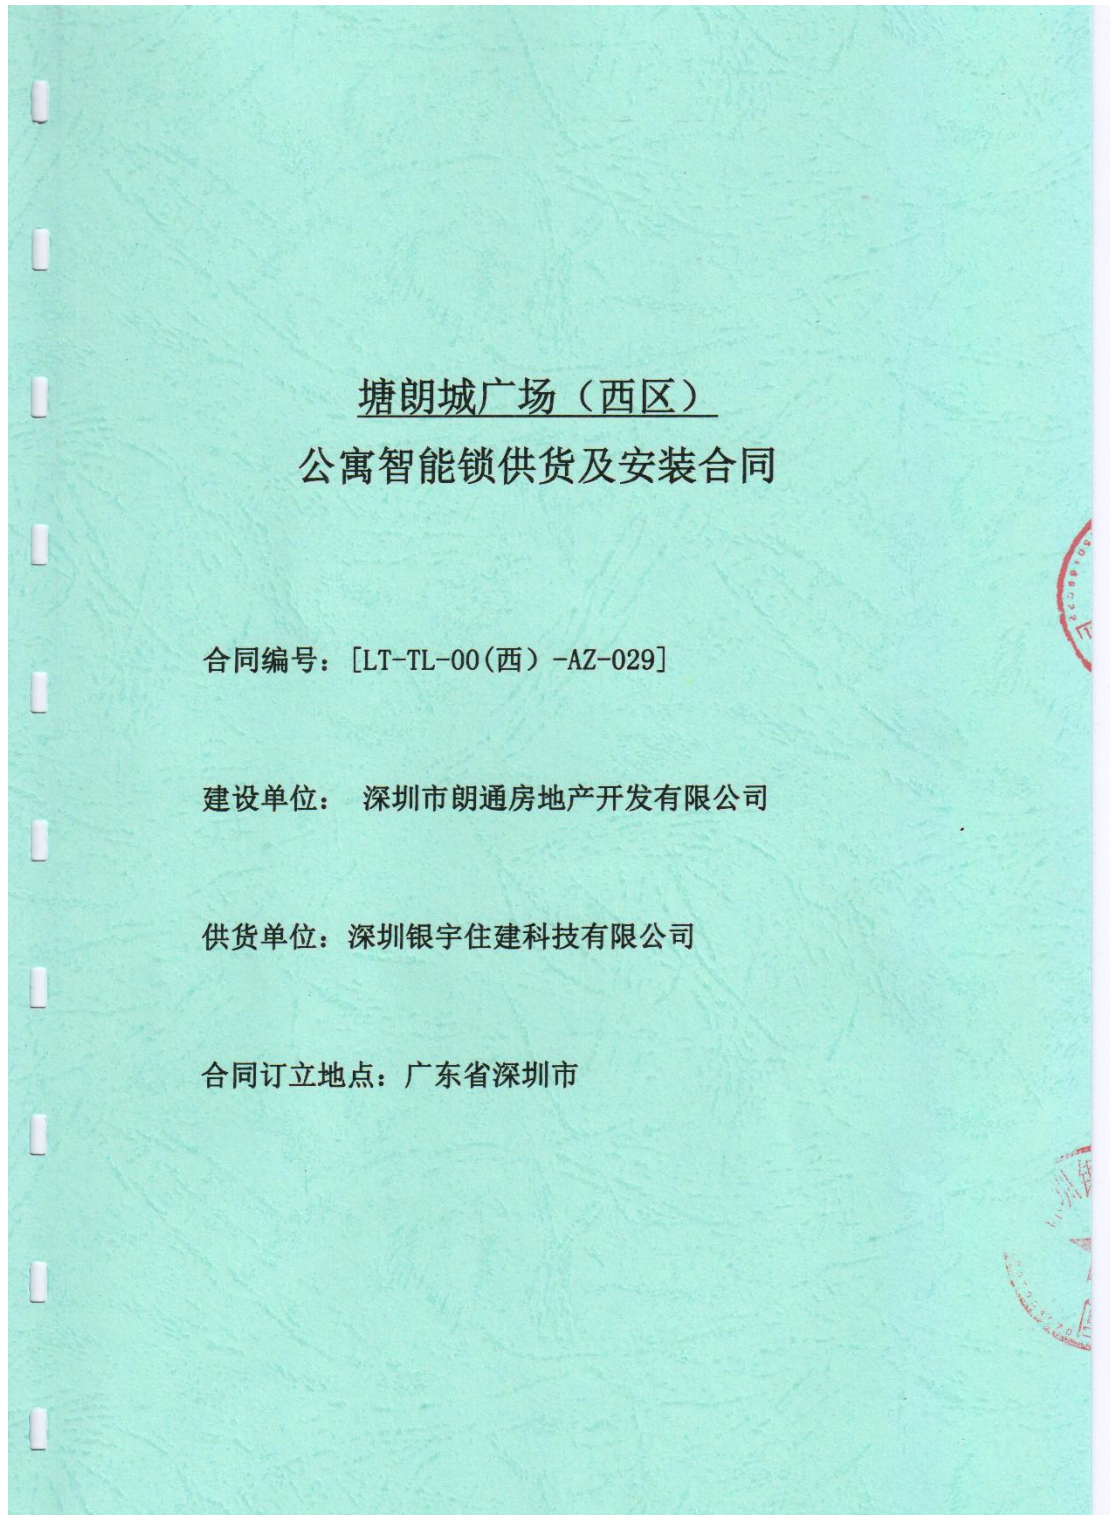 塘朗城广场（西区）
公寓智能锁供货及安装合同
合同编号：[LT-TL-00(西）-AZ-029]
建设单位： 深圳市朗通房地产开发有限公司
供货单位：深圳银宇住建科技有限公司
合同订立地点：广东省深圳市
圳银